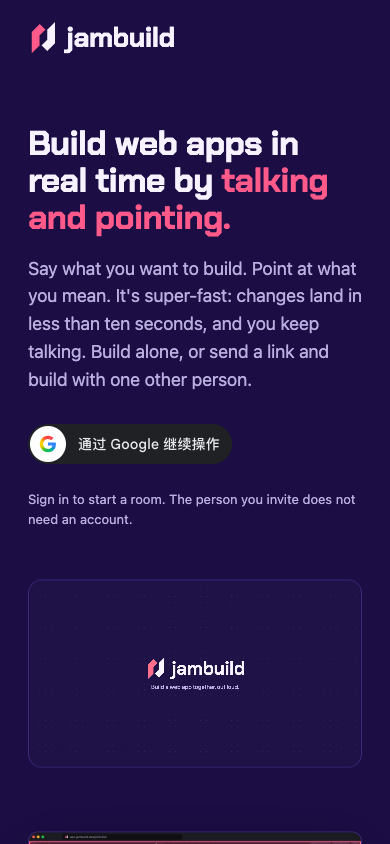 jambuild
Build web apps in
real time by talking
and pointing.
Say what you want to build. Point at what
you mean. It's super-fast: changes land in
less than ten seconds, and you keep
talking. Build alone, or send a link and
build with one other person.
通过 Google 继续操作
Sign in to start a room. The person you invite does not
need an account.
jambuild
Build a web app together, out loud.